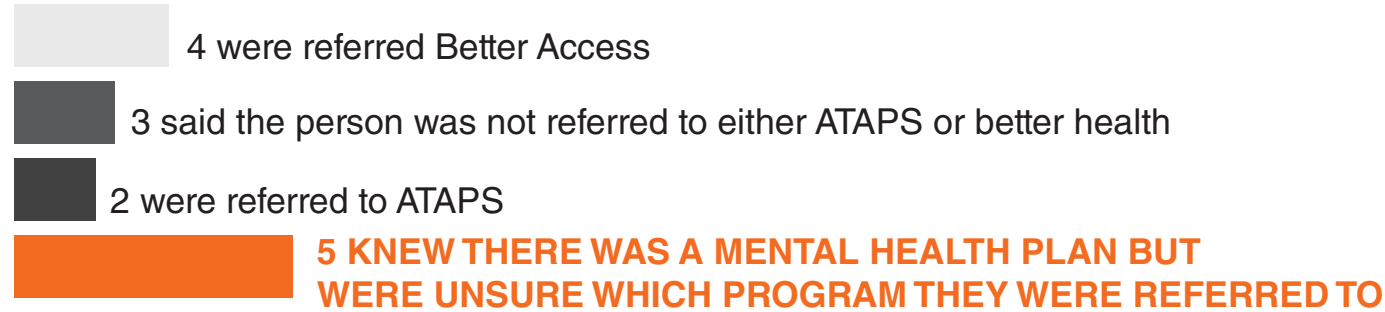 4 were referred Better Access
3 said the person was not referred to either ATAPS or better health
2 were referred to ATAPS
5 KNEW THERE WAS A MENTAL HEALTH PLAN BUT
WERE UNSURE WHICH PROGRAM THEY WERE REFERRED TO